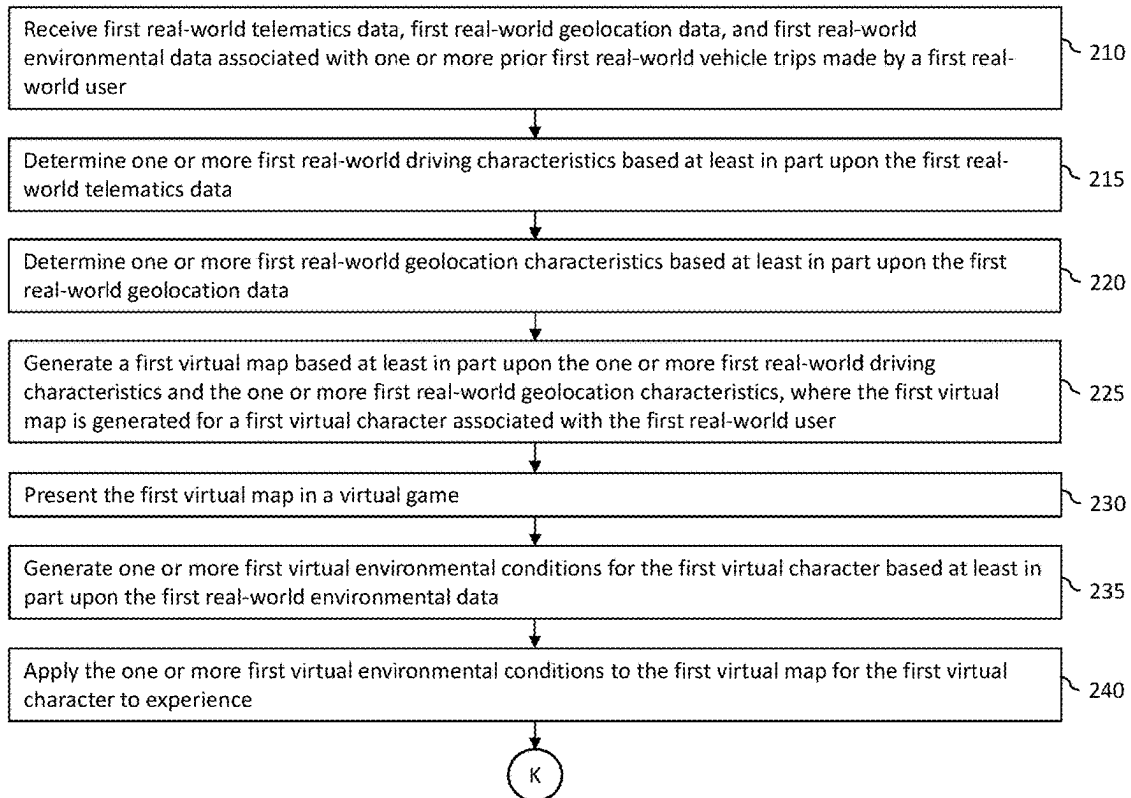 Receive first real-world telematics data, first real-world geolocation data, and first real-world
environmental data associated with one or more prior first real-world vehicle trips made by a first real-
world user
210
Determine one or more first real-world driving characteristics based at least in part upon the first real-
world telematics data
215
Determine one or more first real-world geolocation characteristics based at least in part upon the first
real-world geolocation data
220
Generate a first virtual map based at least in part upon the one or more first real-world driving
characteristics and the one or more first real-world geolocation characteristics, where the first virtual
map is generated for a first virtual character associated with the first real-world user
225
Present the first virtual map in a virtual game
230
Generate one or more first virtual environmental conditions for the first virtual character based at least in
part upon the first real-world environmental data
235
Apply the one or more first virtual environmental conditions to the first virtual map for the first virtual
character to experience
240
K